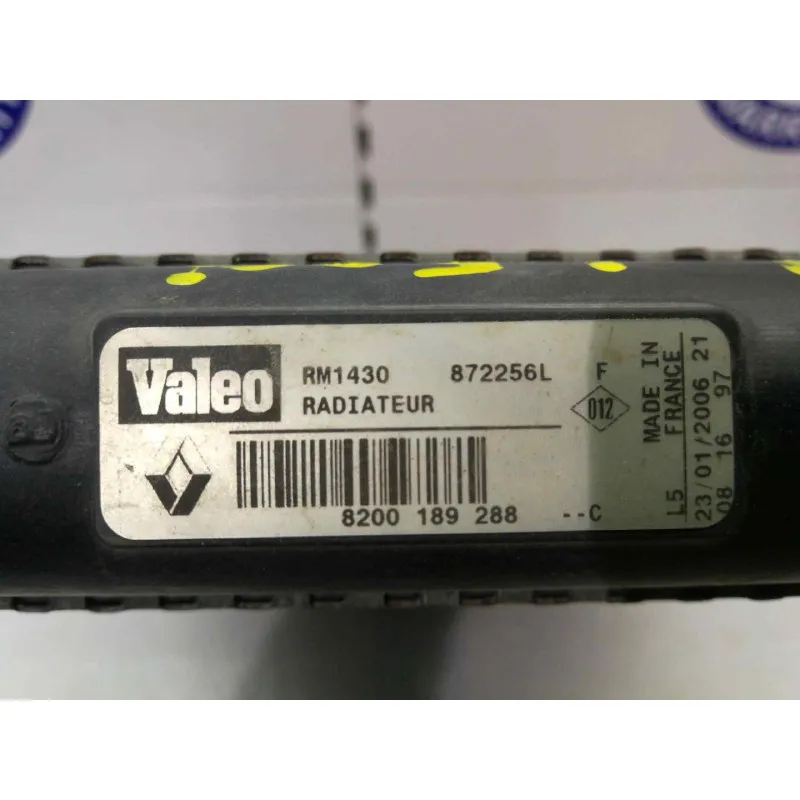 Valeo
RM1430 872256L F
RADIATEUR 012
8200 189 288 --C
MADE IN
FRANCE
L5
23/01/2006 21
08 16 97